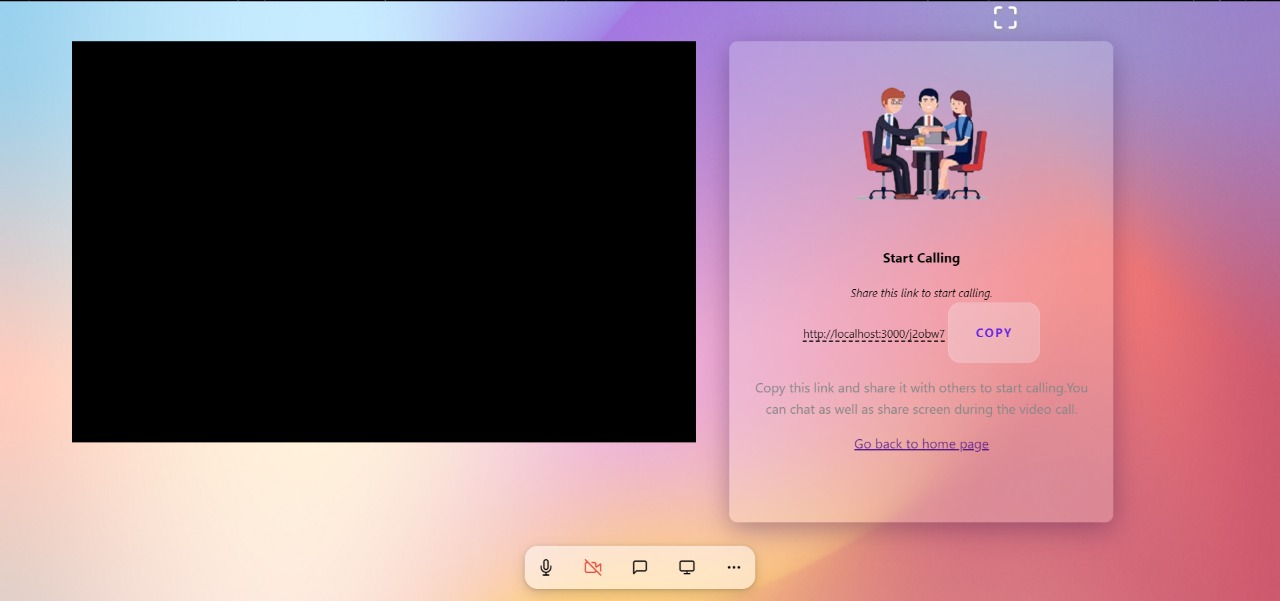 Start Calling
Share this link to start calling.
http://localhost:3000/j2obw7 COPY
Copy this link and share it with others to start calling.You
can chat as well as share screen during the video call.
Go back to home page